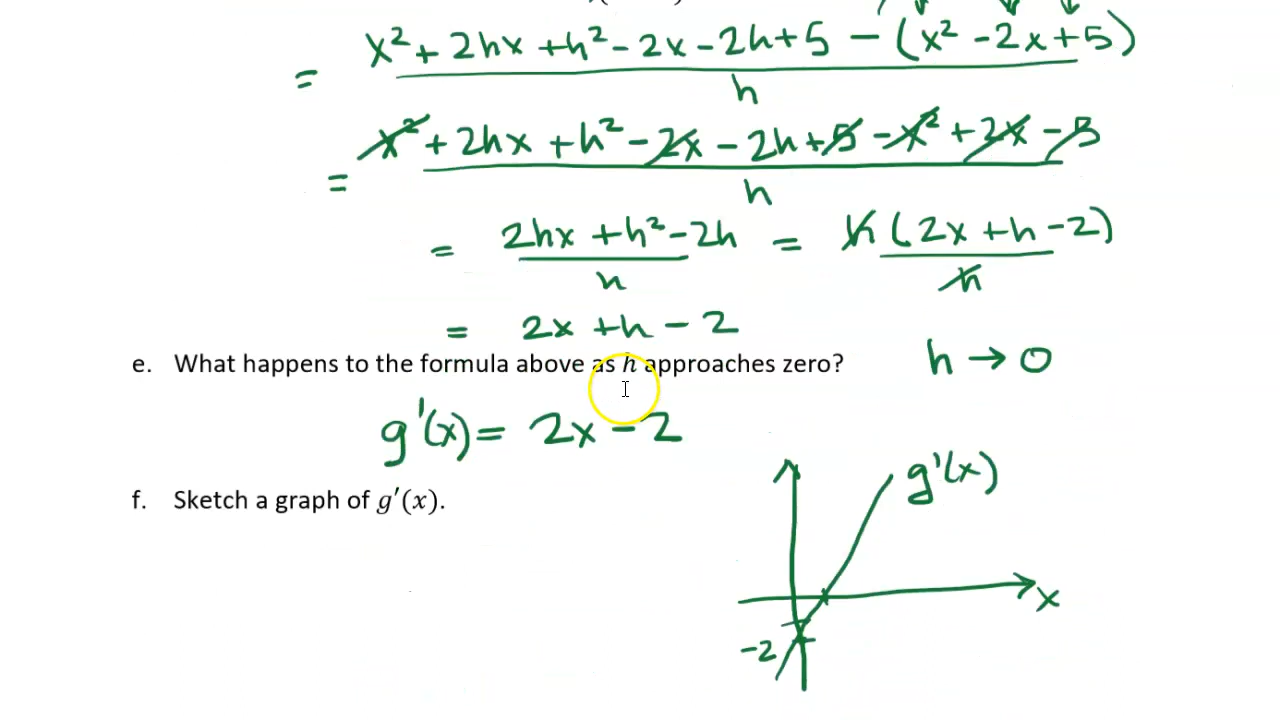 x² + 2hx + h² - 2x - 2h + 5 - (x² - 2x + 5)
=
h
x² + 2hx + h² - 2x - 2h + 5 - x² + 2x - 5
=
h
= 2hx + h² - 2h = h(2x + h - 2)
h h
= 2x + h - 2
e. What happens to the formula above as h approaches zero? h → 0
g'(x) = 2x - 2
g'(x)
f. Sketch a graph of g'(x).
x
-2